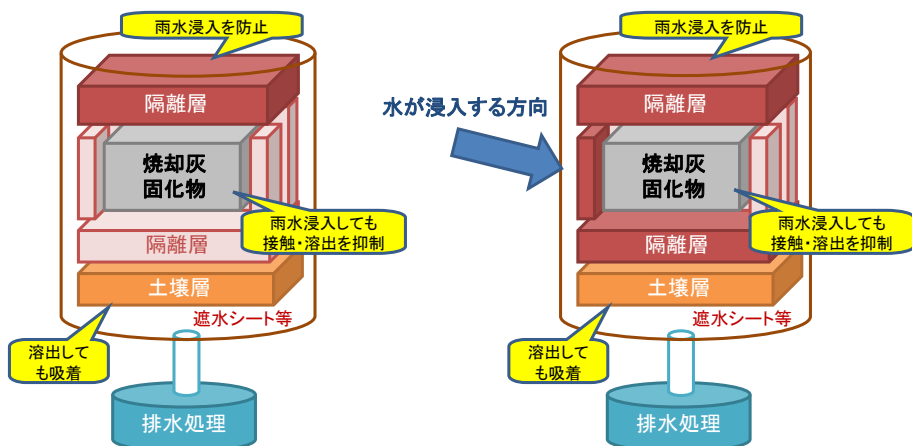 雨水浸入を防止
隔離層
焼却灰
固化物
雨水浸入しても
接触・溶出を抑制
隔離層
土壌層
遮水シート等
溶出して
も吸着
排水処理
水が浸入する方向
雨水浸入を防止
隔離層
焼却灰
固化物
雨水浸入しても
接触・溶出を抑制
隔離層
土壌層
遮水シート等
溶出して
も吸着
排水処理